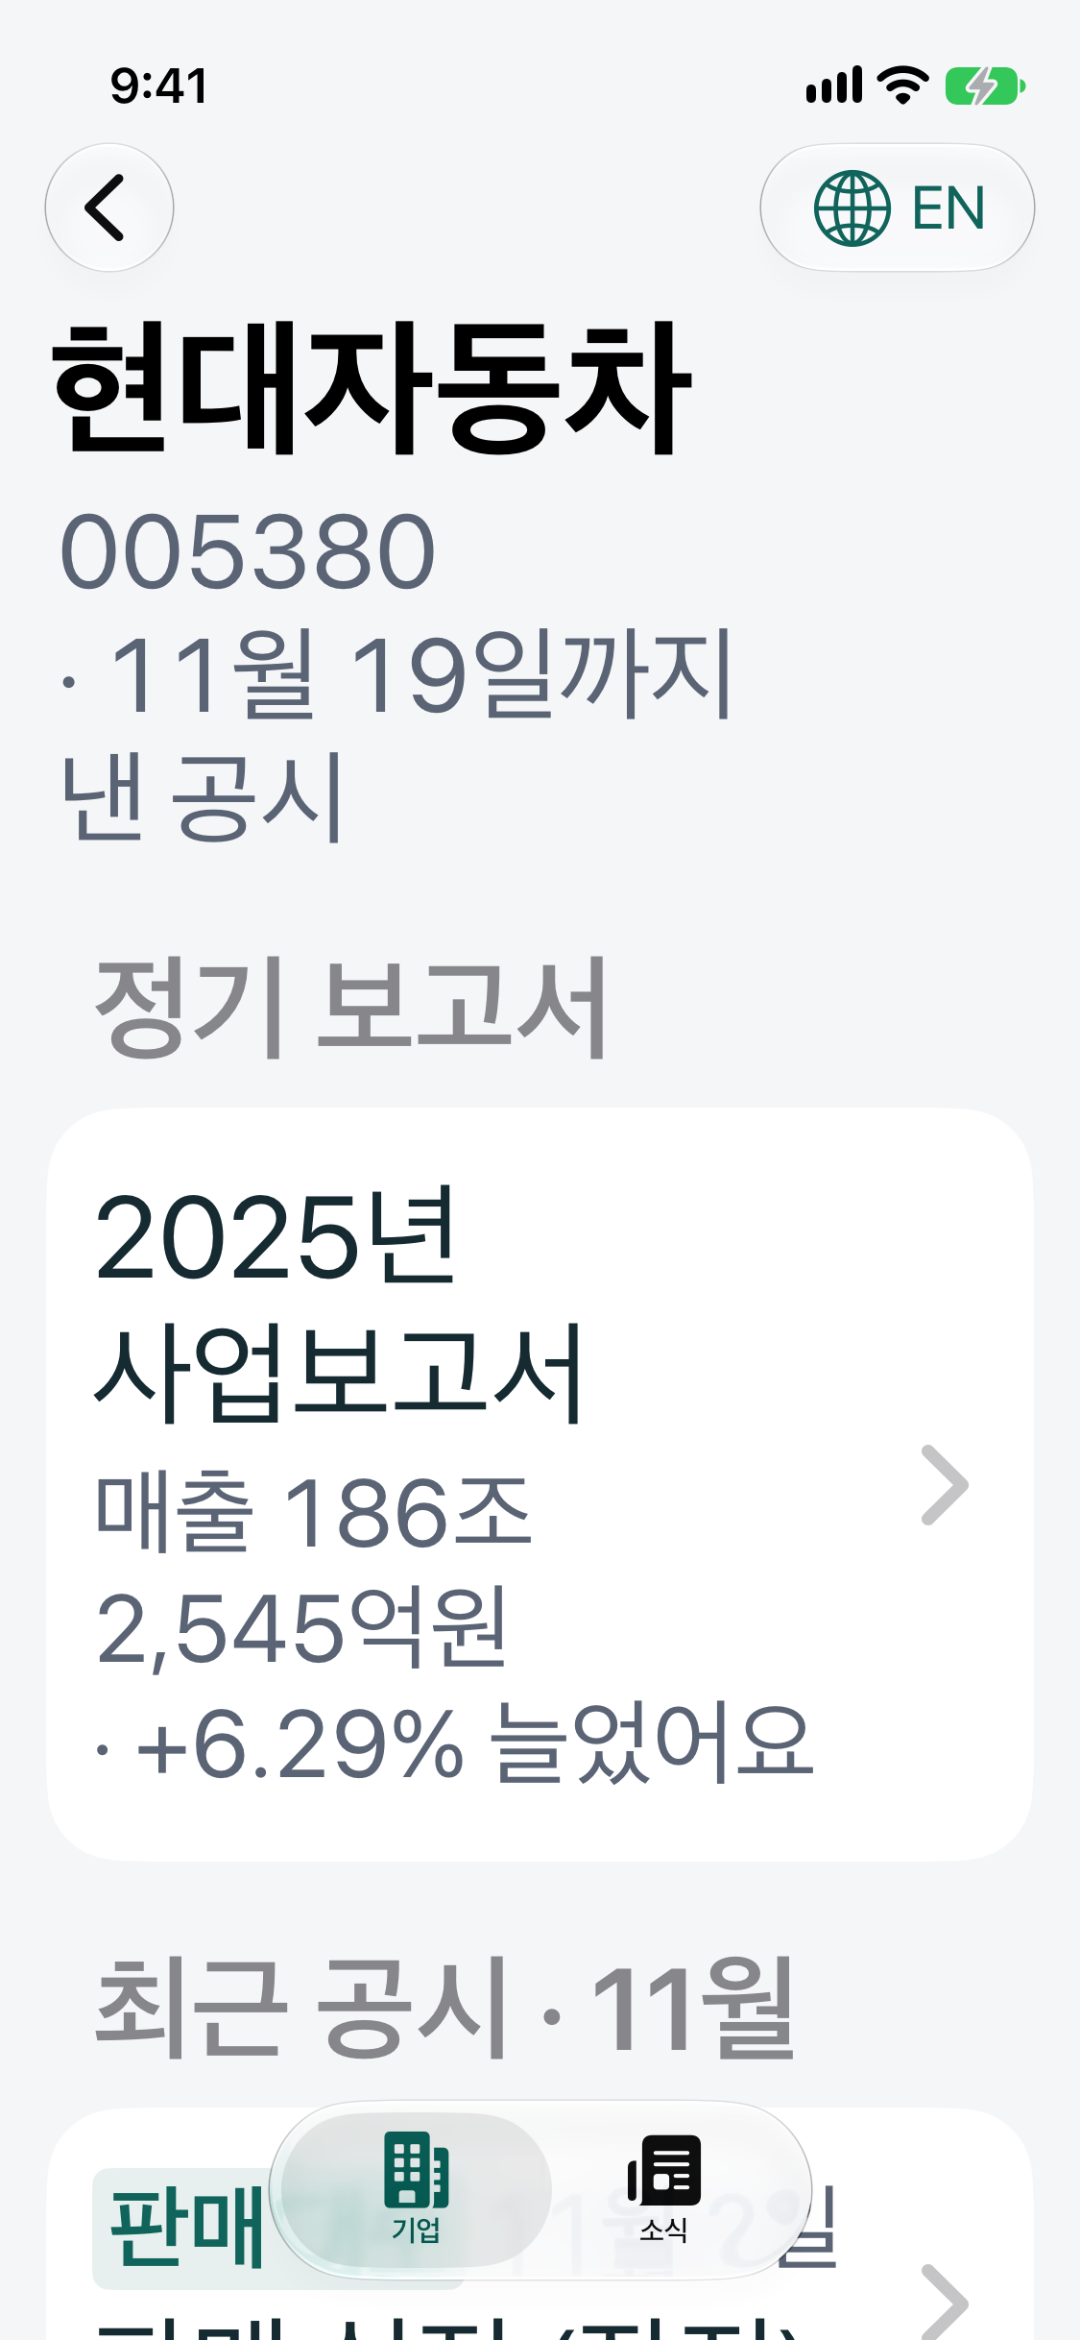 9:41
EN
현대자동차
005380
· 11월 19일까지
낸 공시
정기 보고서
2025년
사업보고서
매출 186조
2,545억원
· +6.29% 늘었어요
최근 공시 · 11월
판매
기업
소식